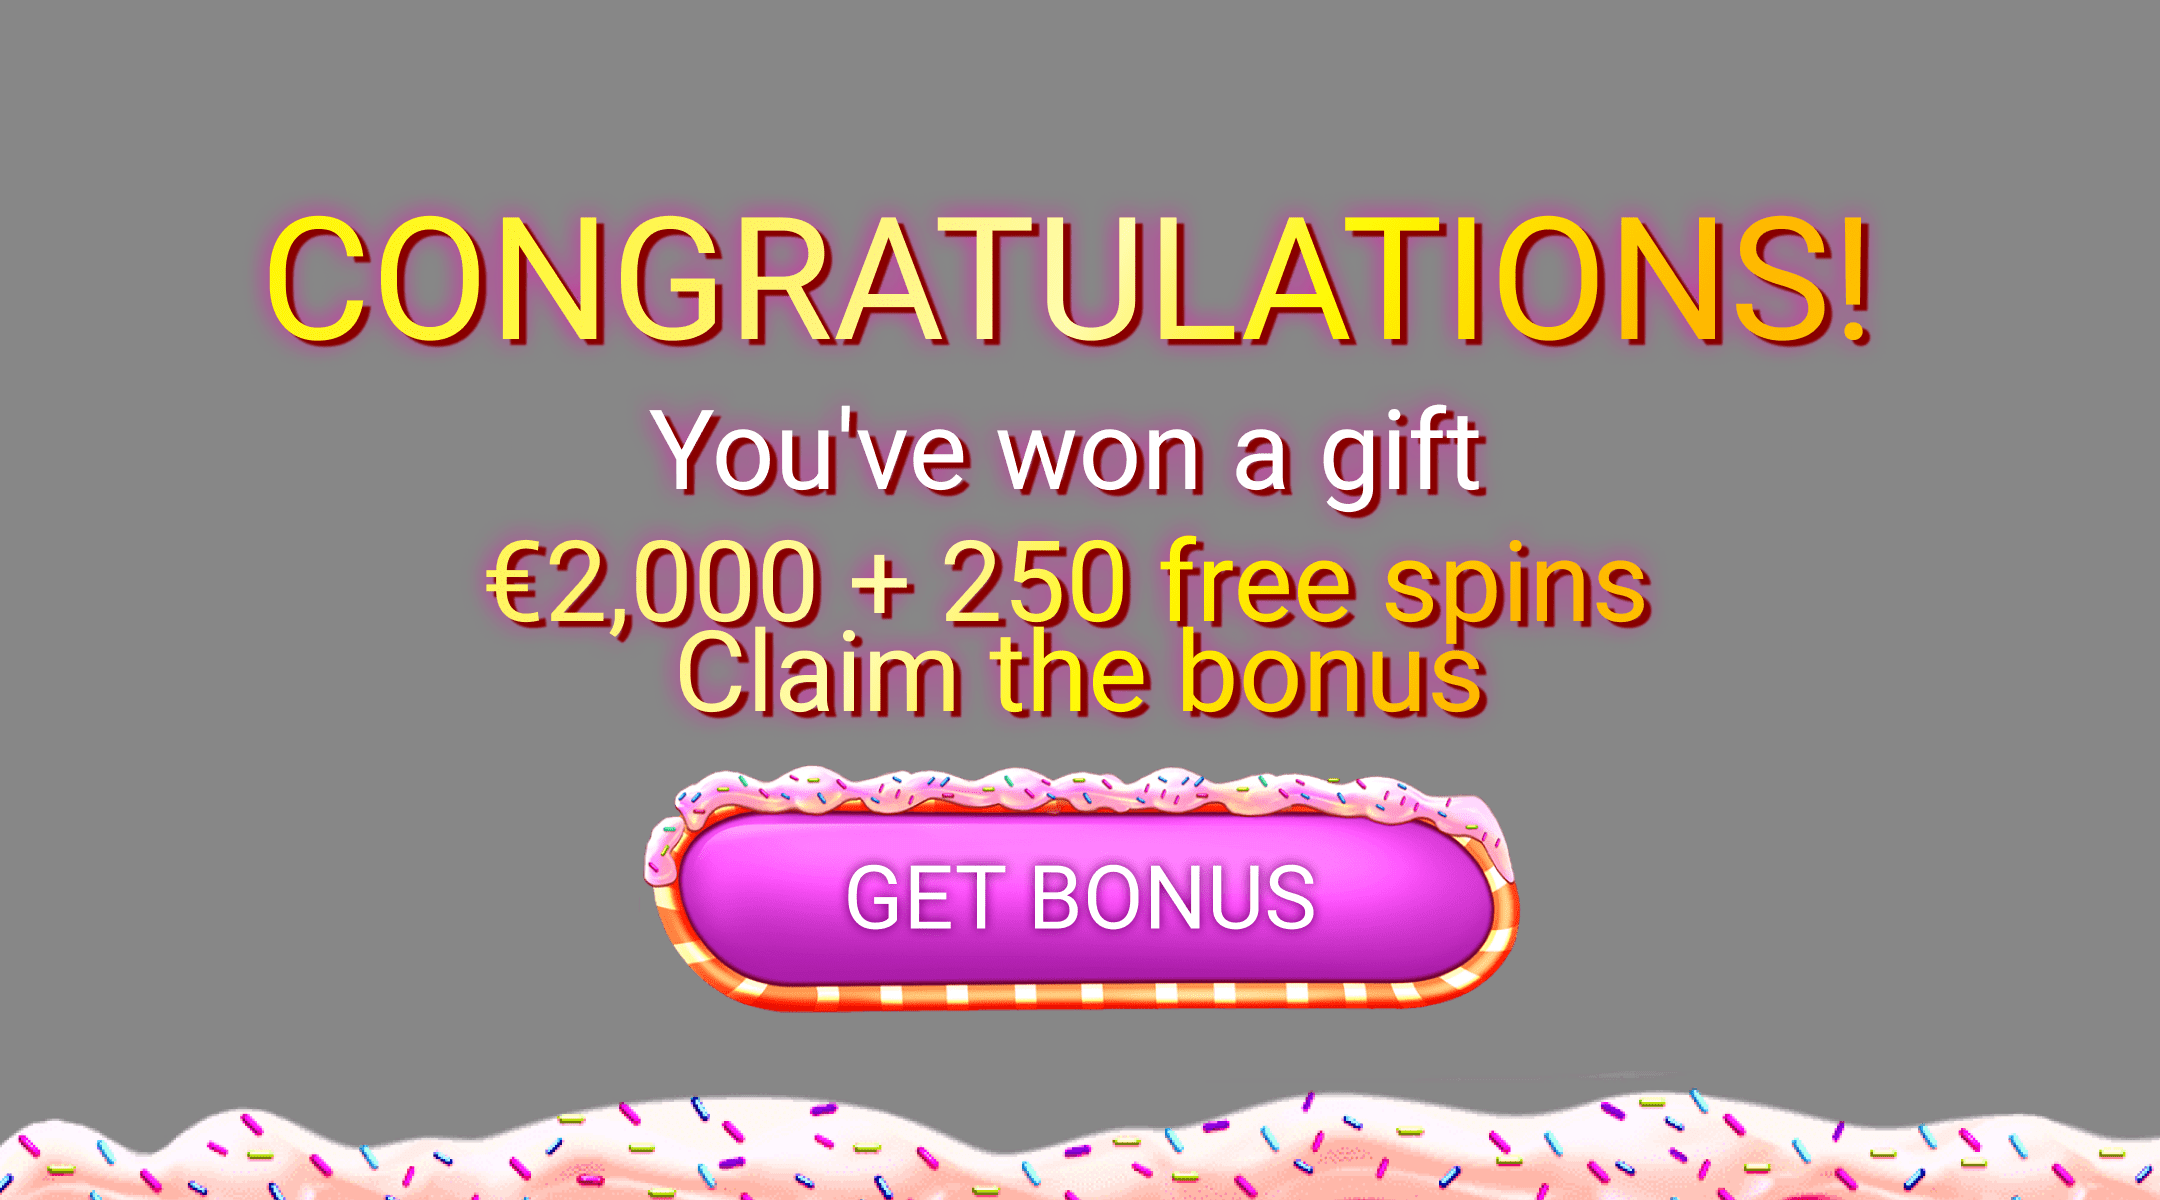 CONGRATULATIONS!
You've won a gift
€2,000 + 250 free spins
Claim the bonus
GET BONUS